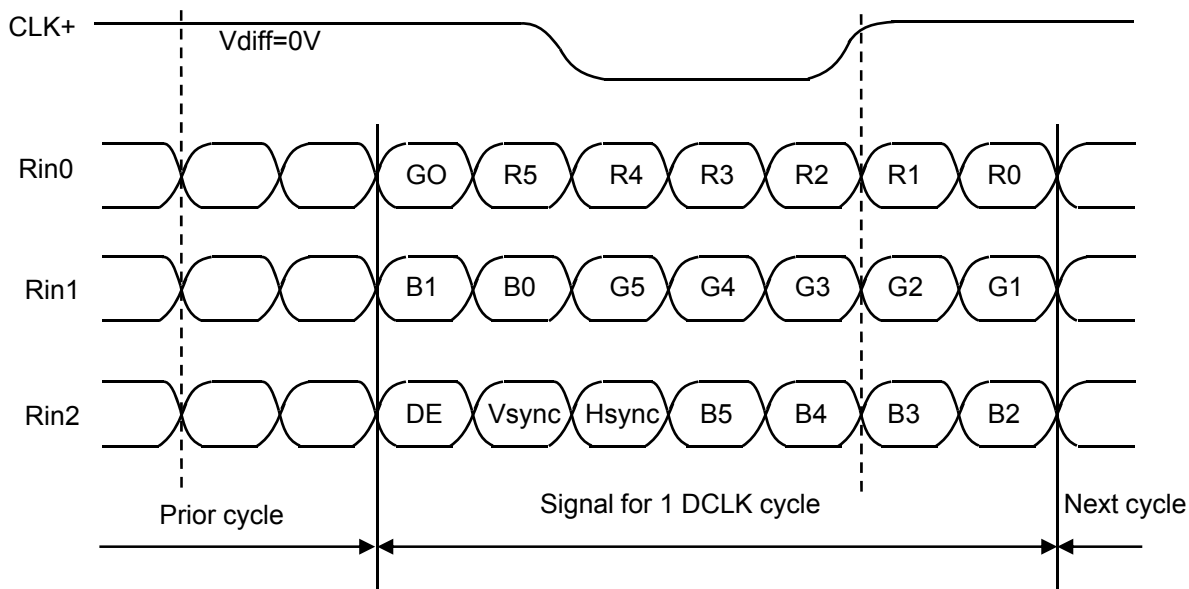 CLK+
Vdiff=0V
Rin0 GO R5 R4 R3 R2 R1 R0
Rin1 B1 B0 G5 G4 G3 G2 G1
Rin2 DE Vsync Hsync B5 B4 B3 B2
Prior cycle Signal for 1 DCLK cycle Next cycle